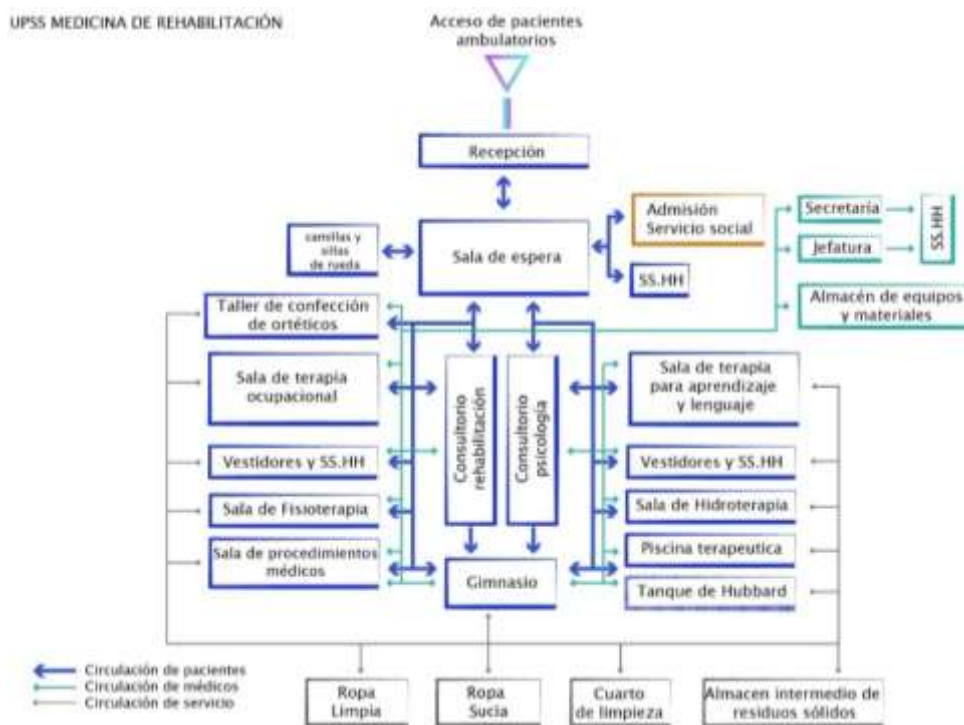 UPSS MEDICINA DE REHABILITACIÓN
Acceso de pacientes
ambulatorios
Recepción
camillas y
sillas
de rueda
Sala de espera
Admisión
Servicio social
SS.HH
Secretaría
Jefatura
SS.HH
Almacén de equipos
y materiales
Taller de confección
de ortéticos
Sala de terapia
ocupacional
Vestidores y SS.HH
Sala de Fisioterapia
Sala de procedimientos
médicos
Consultorio
rehabilitación
Consultorio
psicología
Gimnasio
Sala de terapia
para aprendizaje
y lenguaje
Vestidores y SS.HH
Sala de Hidroterapia
Piscina terapeutica
Tanque de Hubbard
Circulación de pacientes
Circulación de médicos
Circulación de servicio
Ropa
Limpia
Ropa
Sucia
Cuarto
de limpieza
Almacen intermedio de
residuos sólidos